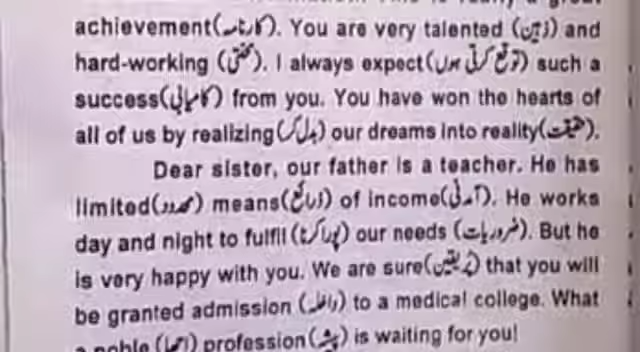 achievement(کارنامہ). You are very talented (ذہین) and
hard-working (محنتی). I always expect(توقع کرتی ہوں) such a
success(کامیابی) from you. You have won the hearts of
all of us by realizing(بدل کر) our dreams into reality(حقیقت).
Dear sister, our father is a teacher. He has
limited(محدود) means(ذرائع) of income(آمدنی). He works
day and night to fulfil (پورا کرنا) our needs (ضروریات). But he
is very happy with you. We are sure(پر یقین) that you will
be granted admission (داخلہ) to a medical college. What
a noble (اچھا) profession(پیشہ) is waiting for you!